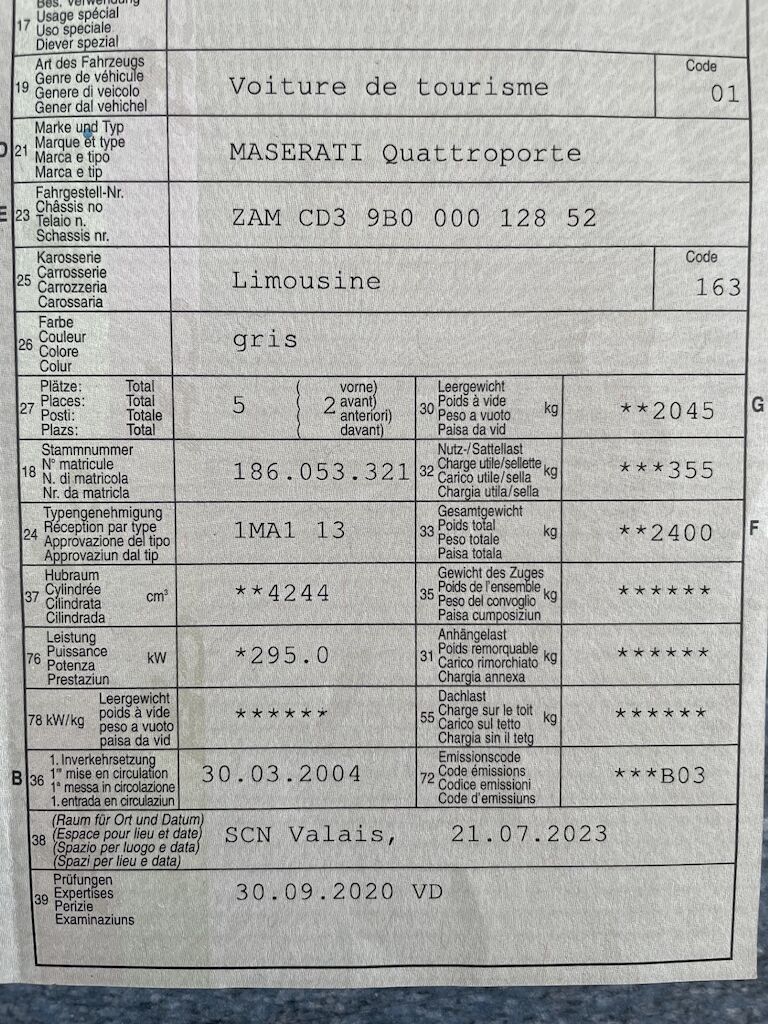 Bes. Verwendung
17 Usage spécial
Uso speciale
Diever spezial
19 Art des Fahrzeugs
Genre de véhicule
Genere di veicolo
Gener dal vehichel
Voiture de tourisme
Code
01
D 21 Marke und Typ
Marque et type
Marca e tipo
Marca e tip
MASERATI Quattroporte
E 23 Fahrgestell-Nr.
Châssis no
Telaio n.
Schassis nr.
ZAM CD3 9B0 000 128 52
25 Karosserie
Carrosserie
Carrozzeria
Carossaria
Limousine
Code
163
26 Farbe
Couleur
Colore
Colur
gris
27 Plätze: Total
Places: Total
Posti: Totale
Plazs: Total
5 ( 2 vorne)
( avant)
( anteriori)
( davant)
30 Leergewicht
Poids à vide
Peso a vuoto
Paisa da vid
kg
**2045
G
18 Stammnummer
N° matricule
N. di matricola
Nr. da matricla
186.053.321
32 Nutz-/Sattellast
Charge utile/sellette
Carico utile/sella
Chargia utila/sella
kg
***355
24 Typengenehmigung
Réception par type
Approvazione del tipo
Approvaziun dal tip
1MA1 13
33 Gesamtgewicht
Poids total
Peso totale
Paisa totala
kg
**2400
F
37 Hubraum
Cylindrée
Cilindrata
Cilindrada
cm³
**4244
35 Gewicht des Zuges
Poids de l'ensemble
Peso del convoglio
Paisa cumposiziun
kg
******
76 Leistung
Puissance
Potenza
Prestaziun
kW
*295.0
31 Anhängelast
Poids remorquable
Carico rimorchiato
Chargia annexa
kg
******
78 kW/kg
Leergewicht
poids à vide
peso a vuoto
paisa da vid
******
55 Dachlast
Charge sur le toit
Carico sul tetto
Chargia sin il tetg
kg
******
B 36 1. Inverkehrsetzung
1re mise en circulation
1a messa in circolazione
1. entrada en circulaziun
30.03.2004
72 Emissionscode
Code émissions
Codice emissioni
Code d'emissiuns
***B03
38 (Raum für Ort und Datum)
(Espace pour lieu et date)
(Spazio per luogo e data)
(Spazi per lieu e data)
SCN Valais, 21.07.2023
39 Prüfungen
Expertises
Perizie
Examinaziuns
30.09.2020 VD